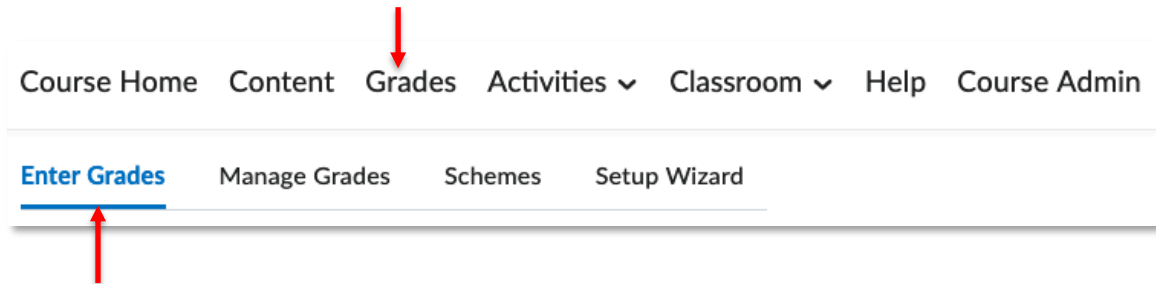 Course Home Content Grades Activities Classroom Help Course Admin
Enter Grades Manage Grades Schemes Setup Wizard